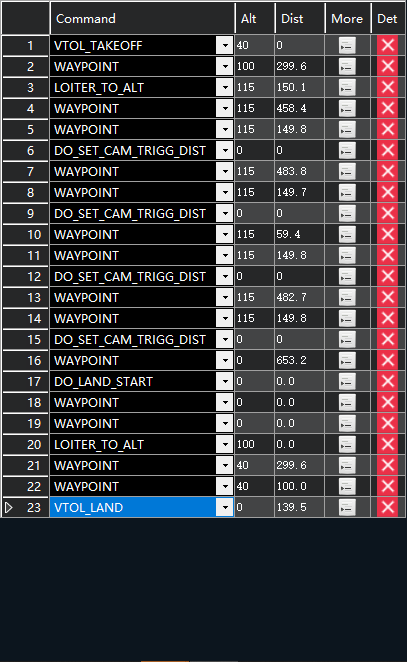 Command Alt Dist More Det
1 VTOL_TAKEOFF 40 0
2 WAYPOINT 100 299.6
3 LOITER_TO_ALT 115 150.1
4 WAYPOINT 115 458.4
5 WAYPOINT 115 149.8
6 DO_SET_CAM_TRIGG_DIST 0 0
7 WAYPOINT 115 483.8
8 WAYPOINT 115 149.7
9 DO_SET_CAM_TRIGG_DIST 0 0
10 WAYPOINT 115 59.4
11 WAYPOINT 115 149.8
12 DO_SET_CAM_TRIGG_DIST 0 0
13 WAYPOINT 115 482.7
14 WAYPOINT 115 149.8
15 DO_SET_CAM_TRIGG_DIST 0 0
16 WAYPOINT 0 653.2
17 DO_LAND_START 0 0.0
18 WAYPOINT 0 0.0
19 WAYPOINT 0 0.0
20 LOITER_TO_ALT 100 0.0
21 WAYPOINT 40 299.6
22 WAYPOINT 40 100.0
23 VTOL_LAND 0 139.5